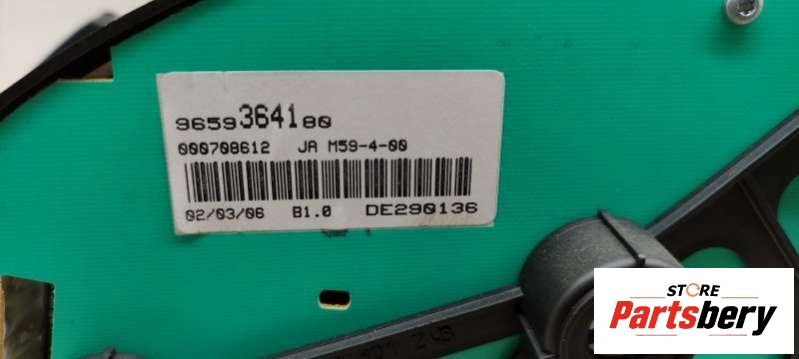 9659364180
000708612 JA M59-4-00
02/03/06 B1.0 DE290136
STORE
Partsbery